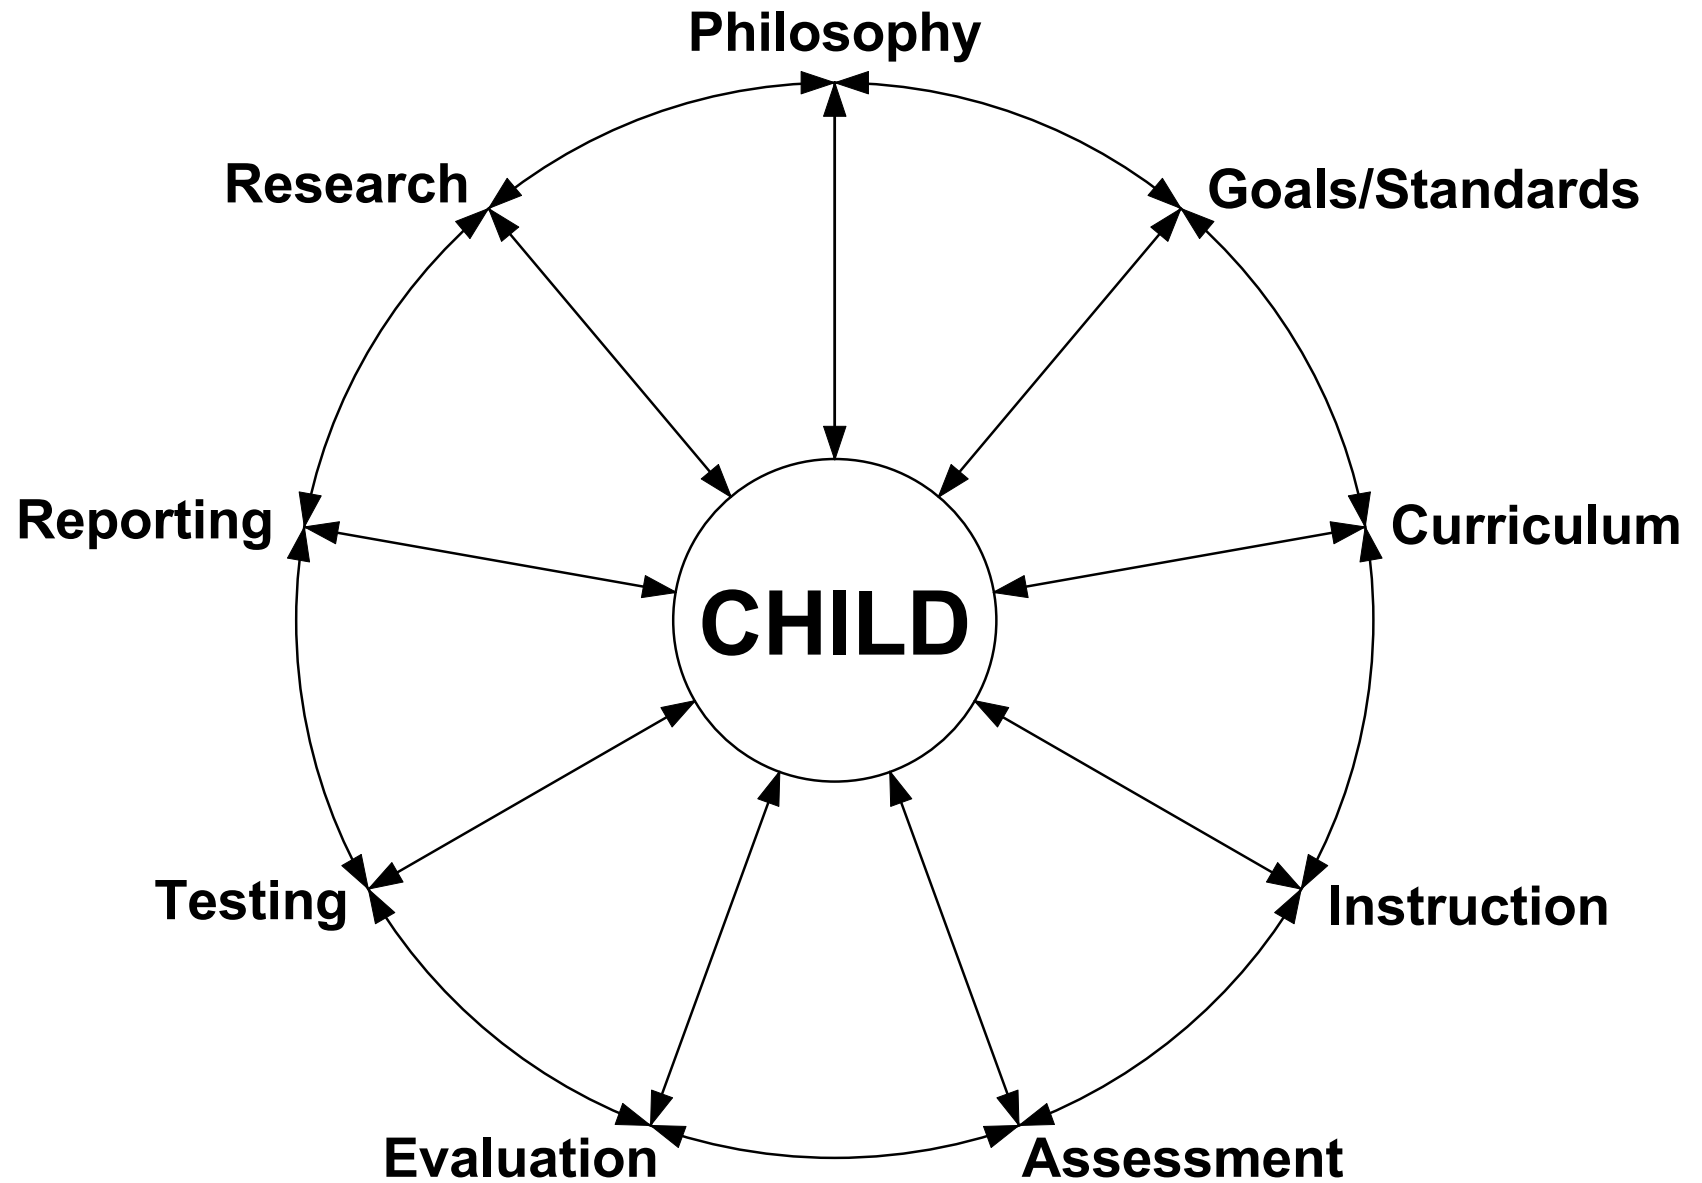 Philosophy
Research
Goals/Standards
Reporting
Curriculum
CHILD
Testing
Instruction
Evaluation
Assessment